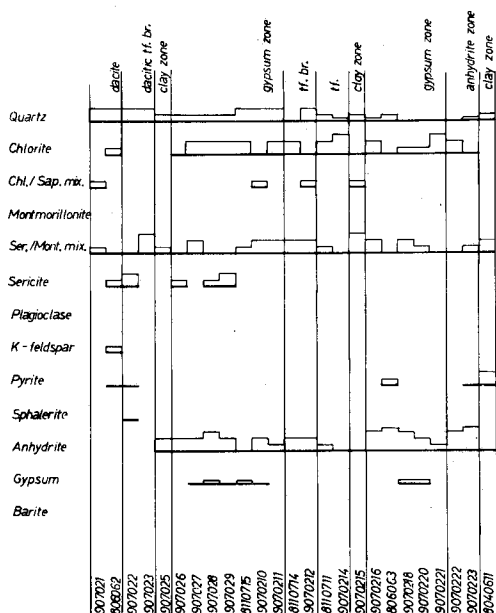 dacite
dacitic tf. br.
clay zone
gypsum zone
tf. br.
tf.
clay zone
gypsum zone
anhydrite zone
clay zone
Quartz
Chlorite
Chl./Sap. mix.
Montmorillonite
Ser./Mont. mix.
Sericite
Plagioclase
K-feldspar
Pyrite
Sphalerite
Anhydrite
Gypsum
Barite
907021
806062
907022
907023
907025
907026
907027
907028
907029
8110715
9070210
9070211
8110714
9070212
8110711
9070214
9070215
9070216
806063
9070218
9070220
9070221
9070222
9070223
9040611